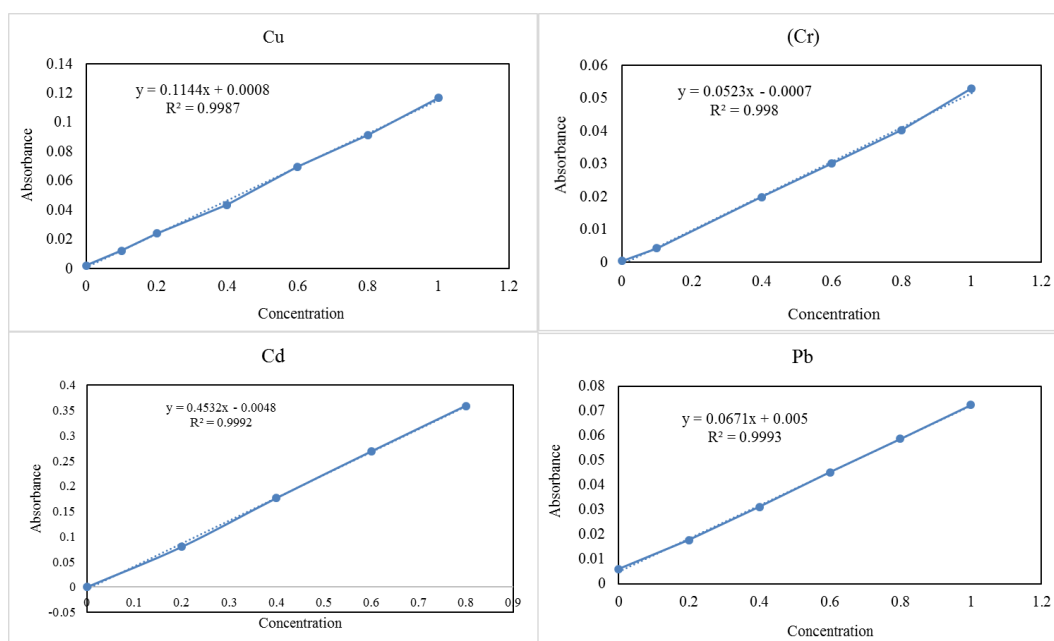 Cu
0.14
0.12
0.1
0.08
0.06
0.04
0.02
0
Absorbance
y = 0.1144x + 0.0008
R² = 0.9987
0 0.2 0.4 0.6 0.8 1 1.2
Concentration
(Cr)
0.06
0.05
0.04
0.03
0.02
0.01
0
Absorbance
y = 0.0523x - 0.0007
R² = 0.998
0 0.2 0.4 0.6 0.8 1 1.2
Concentration
Cd
0.4
0.35
0.3
0.25
0.2
0.15
0.1
0.05
0
-0.05
Absorbance
y = 0.4532x - 0.0048
R² = 0.9992
0 0.1 0.2 0.3 0.4 0.5 0.6 0.7 0.8 0.9
Concentration
Pb
0.08
0.07
0.06
0.05
0.04
0.03
0.02
0.01
0
Absorbance
y = 0.0671x + 0.005
R² = 0.9993
0 0.2 0.4 0.6 0.8 1 1.2
Concentration